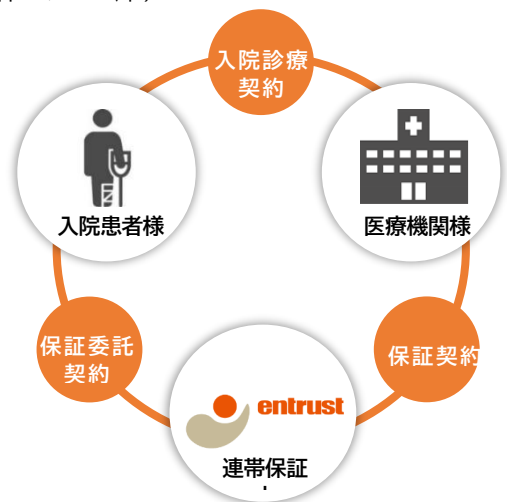 入院診療
契約
入院患者様
医療機関様
保証委託
契約
保証契約
entrust
連帯保証